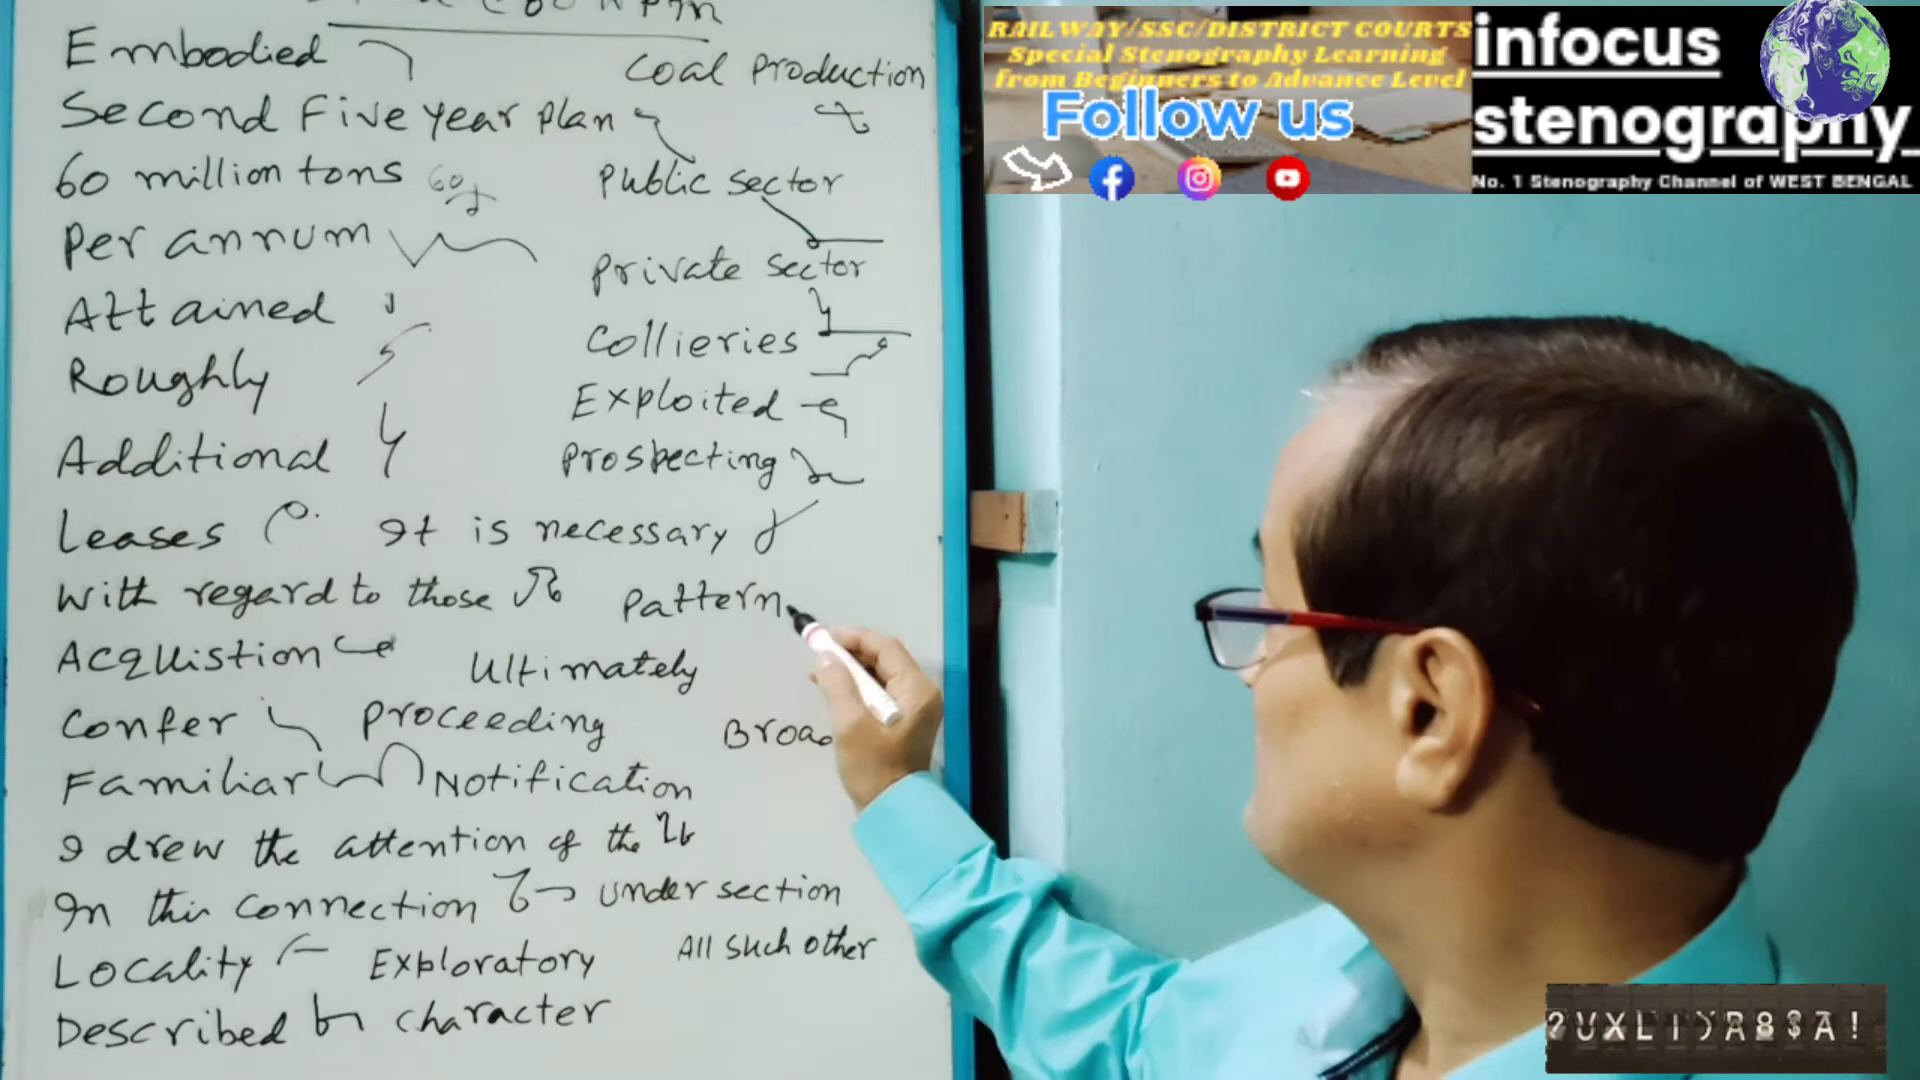 Embodied
Coal Production
Second Five year plan
60 million tons 60
Public sector
Per annum
Private sector
Attained
Collieries
Roughly
Exploited
Additional
Prospecting
Leases
It is necessary
With regard to those
Pattern
Acquistion
Ultimately
Confer
Proceeding
Broad
Familiar
Notification
I drew the attention of the
In this connection
under section
Locality
Exploratory
All such other
Described
character
RAILWAY/SSC/DISTRICT COURTS
Special Stenography Learning
from Beginners to Advance Level
Follow us
infocus
stenography
No. 1 Stenography Channel of WEST BENGAL